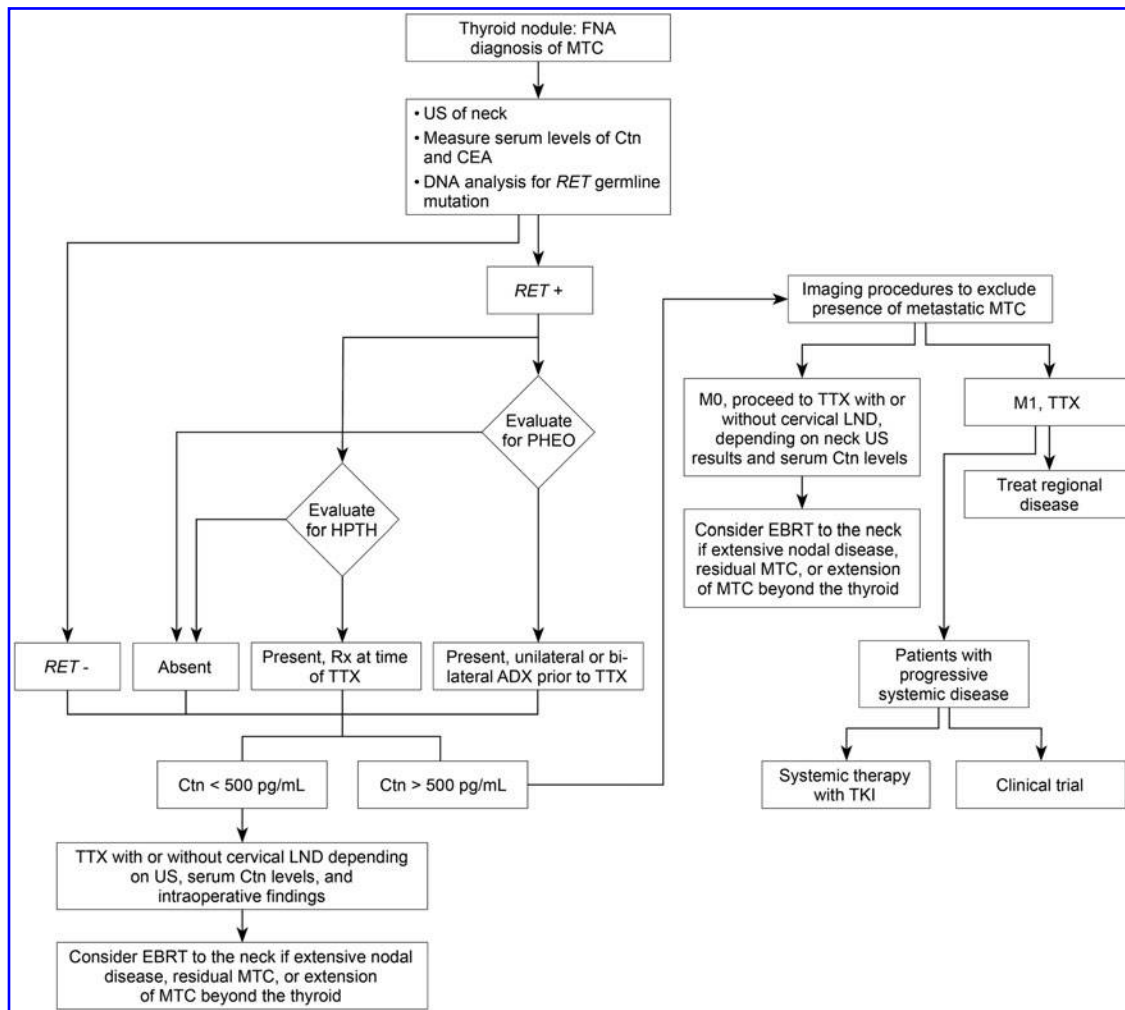 Thyroid nodule: FNA
diagnosis of MTC
• US of neck
• Measure serum levels of Ctn
and CEA
• DNA analysis for RET germline
mutation
RET +
Evaluate
for PHEO
Evaluate
for HPTH
RET -
Absent
Present, Rx at time
of TTX
Present, unilateral or bi-
lateral ADX prior to TTX
Ctn < 500 pg/mL
Ctn > 500 pg/mL
TTX with or without cervical LND depending
on US, serum Ctn levels, and
intraoperative findings
Consider EBRT to the neck if extensive nodal
disease, residual MTC, or extension
of MTC beyond the thyroid
Imaging procedures to exclude
presence of metastatic MTC
M0, proceed to TTX with or
without cervical LND,
depending on neck US
results and serum Ctn levels
M1, TTX
Treat regional
disease
Consider EBRT to the neck
if extensive nodal disease,
residual MTC, or extension
of MTC beyond the thyroid
Patients with
progressive
systemic disease
Systemic therapy
with TKI
Clinical trial